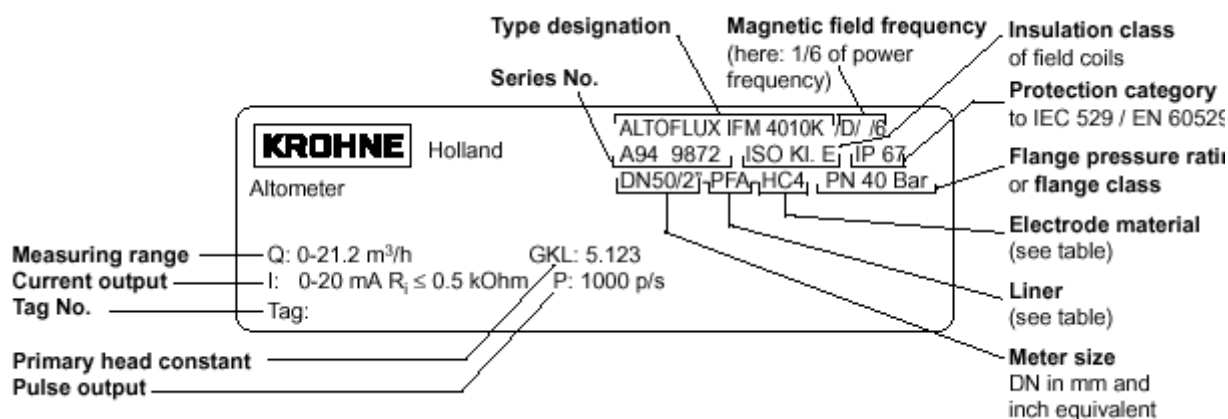 Type designation
Magnetic field frequency
(here: 1/6 of power
frequency)
Insulation class
of field coils
Series No.
Protection category
to IEC 529 / EN 60529
KROHNE Holland
Altometer
ALTOFLUX IFM 4010K /D/ /6
A94 9872 ISO Kl. E IP 67
DN50/2"-PFA-HC4 PN 40 Bar
Flange pressure ratin
or flange class
Electrode material
(see table)
Liner
(see table)
Meter size
DN in mm and
inch equivalent
Measuring range
Q: 0-21.2 m³/h GKL: 5.123
Current output
I: 0-20 mA Ri ≤ 0.5 kOhm P: 1000 p/s
Tag No.
Tag:
Primary head constant
Pulse output